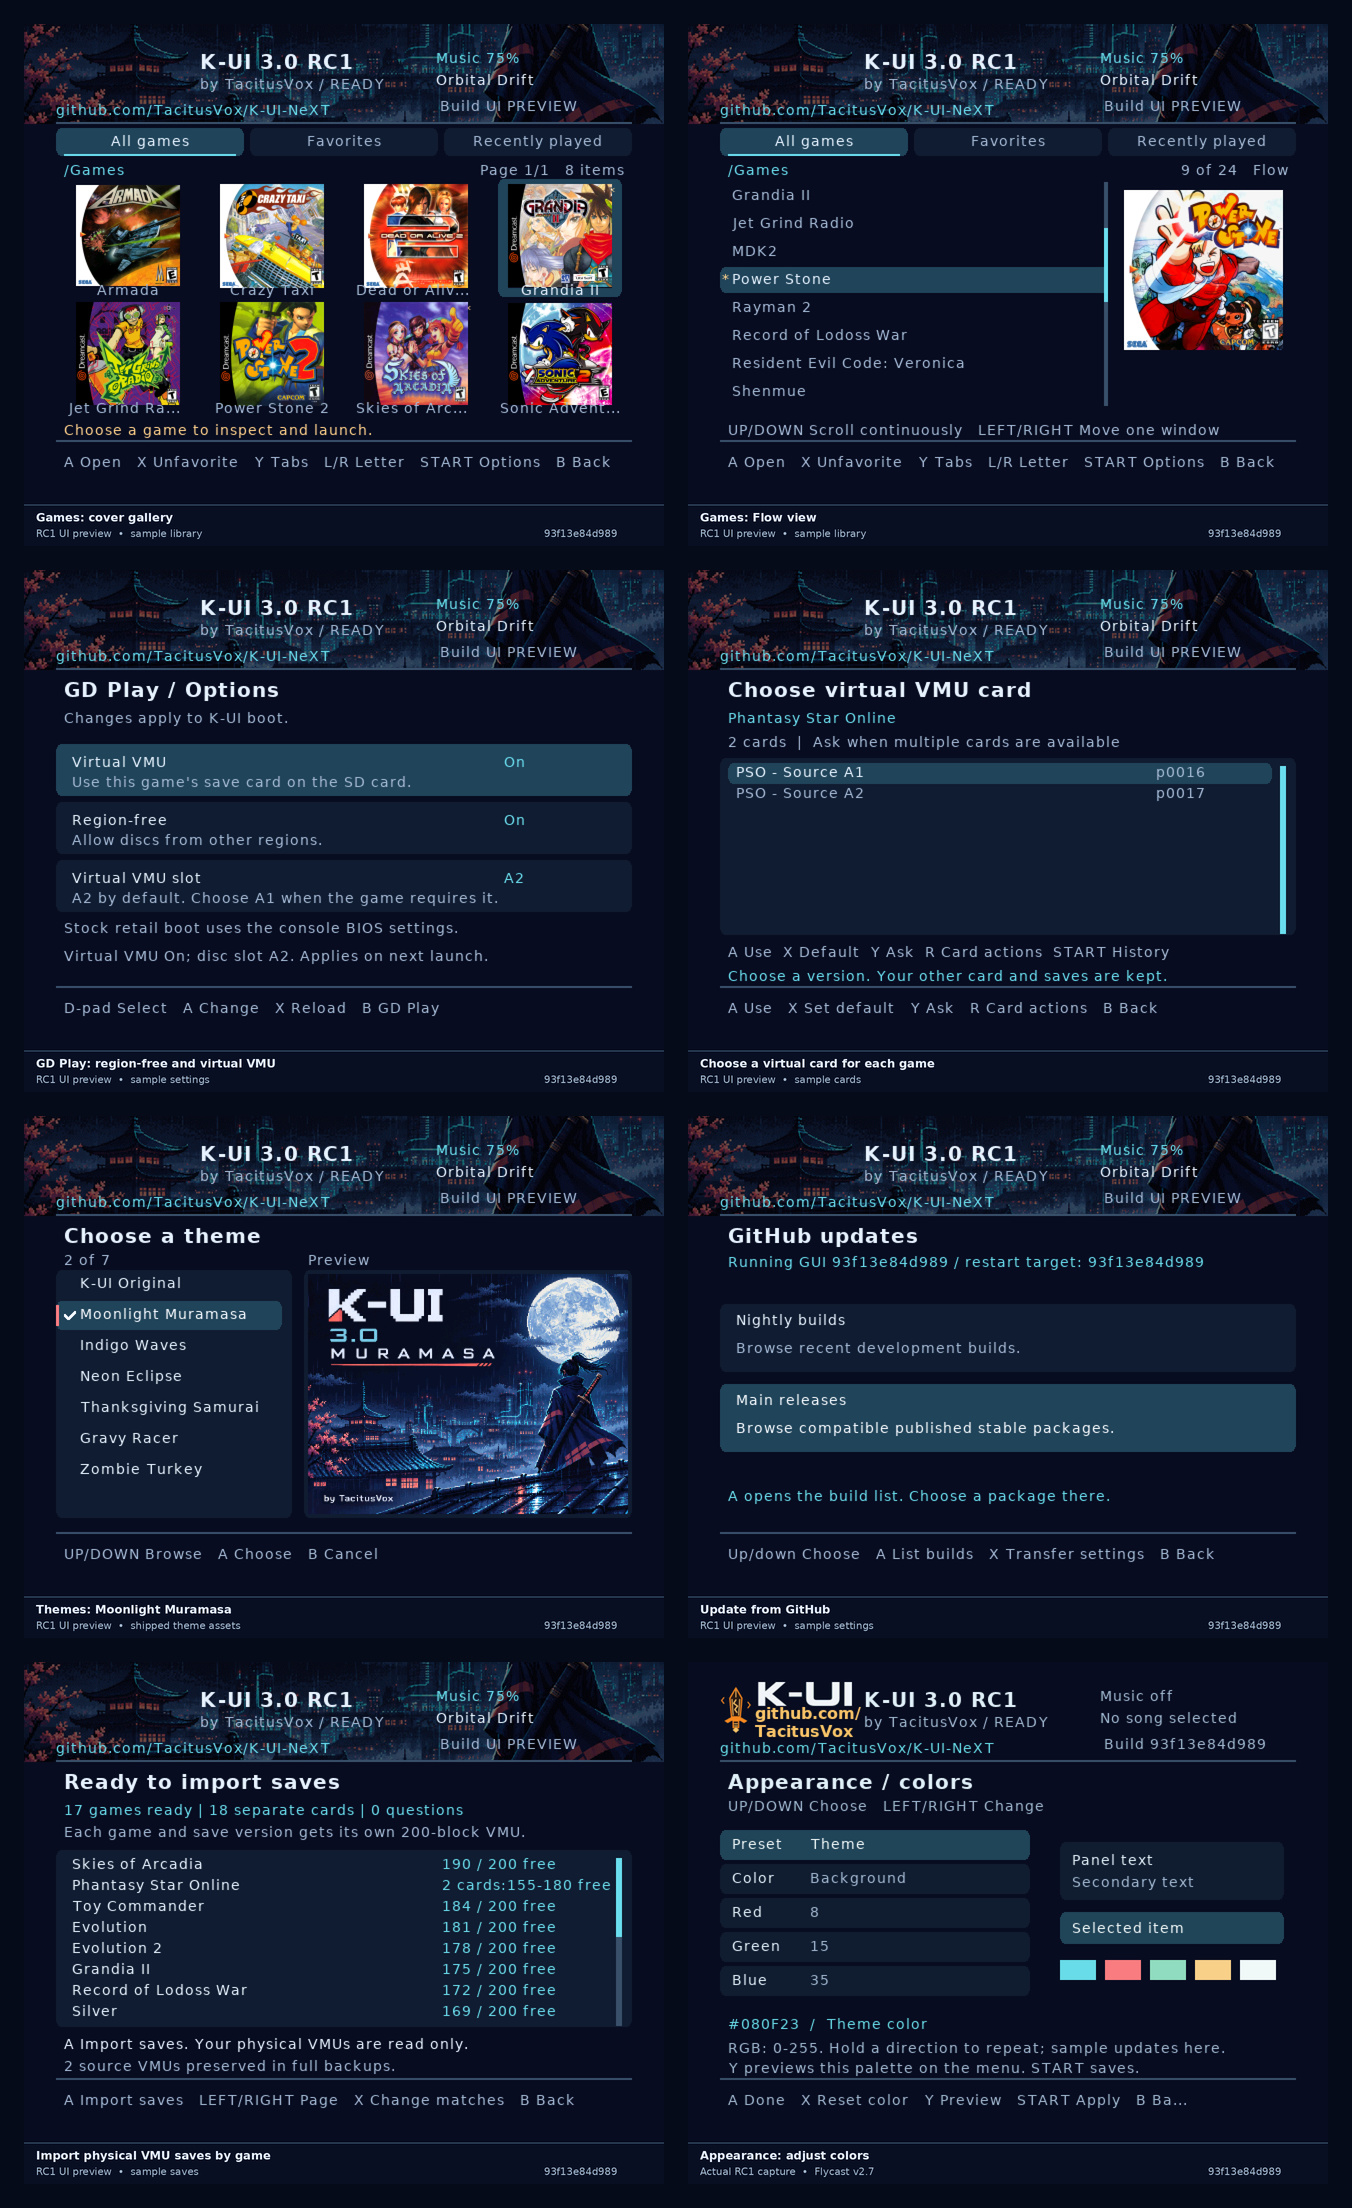 K-UI 3.0 RC1
by TacitusVox / READY
github.com/TacitusVox/K-UI-NeXT
Music 75%
Orbital Drift
Build UI PREVIEW
All games Favorites Recently played
/Games Page 1/1 8 items
ARMADA CRAZY TAXI DEAD OR ALIVE 2 GRANDIA II
Armada Crazy Taxi Dead or Aliv... Grandia II
JET GRIND RADIO POWER STONE 2 SKIES OF ARCADIA SONIC ADVENTURE 2
Jet Grind Ra... Power Stone 2 Skies of Arc... Sonic Advent...
Choose a game to inspect and launch.
A Open X Unfavorite Y Tabs L/R Letter START Options B Back
Games: cover gallery
RC1 UI preview • sample library 93f13e84d989
K-UI 3.0 RC1
by TacitusVox / READY
github.com/TacitusVox/K-UI-NeXT
Music 75%
Orbital Drift
Build UI PREVIEW
All games Favorites Recently played
/Games 9 of 24 Flow
Grandia II
Jet Grind Radio
MDK2
*Power Stone
Rayman 2
Record of Lodoss War
Resident Evil Code: Veronica
Shenmue
POWER STONE
SEGA CAPCOM
UP/DOWN Scroll continuously LEFT/RIGHT Move one window
A Open X Unfavorite Y Tabs L/R Letter START Options B Back
Games: Flow view
RC1 UI preview • sample library 93f13e84d989
K-UI 3.0 RC1
by TacitusVox / READY
github.com/TacitusVox/K-UI-NeXT
Music 75%
Orbital Drift
Build UI PREVIEW
GD Play / Options
Changes apply to K-UI boot.
Virtual VMU On
Use this game's save card on the SD card.
Region-free On
Allow discs from other regions.
Virtual VMU slot A2
A2 by default. Choose A1 when the game requires it.
Stock retail boot uses the console BIOS settings.
Virtual VMU On; disc slot A2. Applies on next launch.
D-pad Select A Change X Reload B GD Play
GD Play: region-free and virtual VMU
RC1 UI preview • sample settings 93f13e84d989
K-UI 3.0 RC1
by TacitusVox / READY
github.com/TacitusVox/K-UI-NeXT
Music 75%
Orbital Drift
Build UI PREVIEW
Choose virtual VMU card
Phantasy Star Online
2 cards | Ask when multiple cards are available
PSO - Source A1 p0016
PSO - Source A2 p0017
A Use X Default Y Ask R Card actions START History
Choose a version. Your other card and saves are kept.
A Use X Set default Y Ask R Card actions B Back
Choose a virtual card for each game
RC1 UI preview • sample cards 93f13e84d989
K-UI 3.0 RC1
by TacitusVox / READY
github.com/TacitusVox/K-UI-NeXT
Music 75%
Orbital Drift
Build UI PREVIEW
Choose a theme
2 of 7 Preview
K-UI Original
Moonlight Muramasa
Indigo Waves
Neon Eclipse
Thanksgiving Samurai
Gravy Racer
Zombie Turkey
K-UI
3.0
MURAMASA
by TacitusVox
UP/DOWN Browse A Choose B Cancel
Themes: Moonlight Muramasa
RC1 UI preview • shipped theme assets 93f13e84d989
K-UI 3.0 RC1
by TacitusVox / READY
github.com/TacitusVox/K-UI-NeXT
Music 75%
Orbital Drift
Build UI PREVIEW
GitHub updates
Running GUI 93f13e84d989 / restart target: 93f13e84d989
Nightly builds
Browse recent development builds.
Main releases
Browse compatible published stable packages.
A opens the build list. Choose a package there.
Up/down Choose A List builds X Transfer settings B Back
Update from GitHub
RC1 UI preview • sample settings 93f13e84d989
K-UI 3.0 RC1
by TacitusVox / READY
github.com/TacitusVox/K-UI-NeXT
Music 75%
Orbital Drift
Build UI PREVIEW
Ready to import saves
17 games ready | 18 separate cards | 0 questions
Each game and save version gets its own 200-block VMU.
Skies of Arcadia 190 / 200 free
Phantasy Star Online 2 cards:155-180 free
Toy Commander 184 / 200 free
Evolution 181 / 200 free
Evolution 2 178 / 200 free
Grandia II 175 / 200 free
Record of Lodoss War 172 / 200 free
Silver 169 / 200 free
A Import saves. Your physical VMUs are read only.
2 source VMUs preserved in full backups.
A Import saves LEFT/RIGHT Page X Change matches B Back
Import physical VMU saves by game
RC1 UI preview • sample saves 93f13e84d989
K-UI
github.com/
TacitusVox
K-UI 3.0 RC1
by TacitusVox / READY
github.com/TacitusVox/K-UI-NeXT
Music off
No song selected
Build 93f13e84d989
Appearance / colors
UP/DOWN Choose LEFT/RIGHT Change
Preset Theme
Color Background
Red 8
Green 15
Blue 35
Panel text
Secondary text
Selected item
#080F23 / Theme color
RGB: 0-255. Hold a direction to repeat; sample updates here.
Y previews this palette on the menu. START saves.
A Done X Reset color Y Preview START Apply B Ba...
Appearance: adjust colors
Actual RC1 capture • Flycast v2.7 93f13e84d989